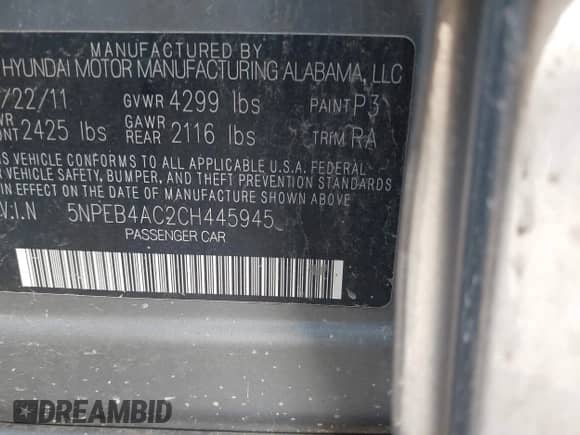 MANUFACTURED BY
HYUNDAI MOTOR MANUFACTURING ALABAMA, LLC
/22/11 GVWR 4299 lbs PAINT P3
WR GAWR
ONT 2425 lbs REAR 2116 lbs TRIM RA
S VEHICLE CONFORMS TO ALL APPLICABLE U.S.A. FEDERAL
R VEHICLE SAFETY, BUMPER, AND THEFT PREVENTION STANDARDS
IN EFFECT ON THE DATE OF MANUFACTURE SHOWN ABOVE.
V.I.N 5NPEB4AC2CH445945
PASSENGER CAR
DREAMBID